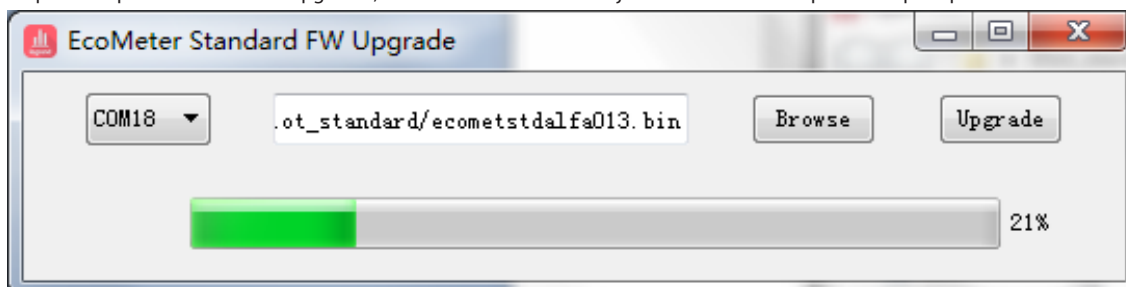 EcoMeter Standard FW Upgrade
COM18
.ot_standard/ecometstdalfa013.bin
Browse
Upgrade
21%